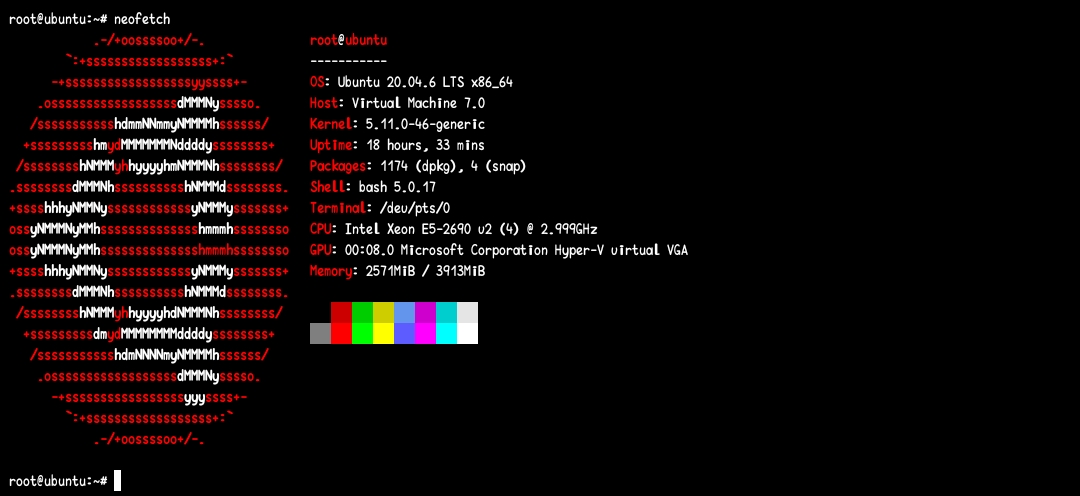 root@ubuntu:~# neofetch
            .-/+oossssoo+/-.               root@ubuntu
        `:+ssssssssssssssssss+:`           -----------
      -+ssssssssssssssssssyyssss+-         OS: Ubuntu 20.04.6 LTS x86_64
    .ossssssssssssssssssdMMMNysssso.       Host: Virtual Machine 7.0
   /ssssssssssshdmmNNmmyNMMMMhssssss/      Kernel: 5.11.0-46-generic
  +ssssssssshmydMMMMMMMNddddyssssssss+     Uptime: 18 hours, 33 mins
 /sssssssshNMMMyhhyyyyhmNMMMNhssssssss/    Packages: 1174 (dpkg), 4 (snap)
.ssssssssdMMMNhsssssssssshNMMMdssssssss.   Shell: bash 5.0.17
+sssshhhyNMMNyssssssssssssyNMMMysssssss+   Terminal: /dev/pts/0
ossyNMMMNyMMhsssssssssssssshmmmhssssssso   CPU: Intel Xeon E5-2690 v2 (4) @ 2.999GHz
ossyNMMMNyMMhsssssssssssssshmmmhssssssso   GPU: 00:08.0 Microsoft Corporation Hyper-V virtual VGA
+sssshhhyNMMNyssssssssssssyNMMMysssssss+   Memory: 2571MiB / 3913MiB
.ssssssssdMMMNhsssssssssshNMMMdssssssss.
 /sssssssshNMMMyhhyyyyhdNMMMNhssssssss/
  +sssssssssdmydMMMMMMMMddddyssssssss+
   /ssssssssssshdmNNNNmyNMMMMhssssss/
    .ossssssssssssssssssdMMMNysssso.
      -+sssssssssssssssssyyyssss+-
        `:+ssssssssssssssssss+:`
            .-/+oossssoo+/-.
root@ubuntu:~#